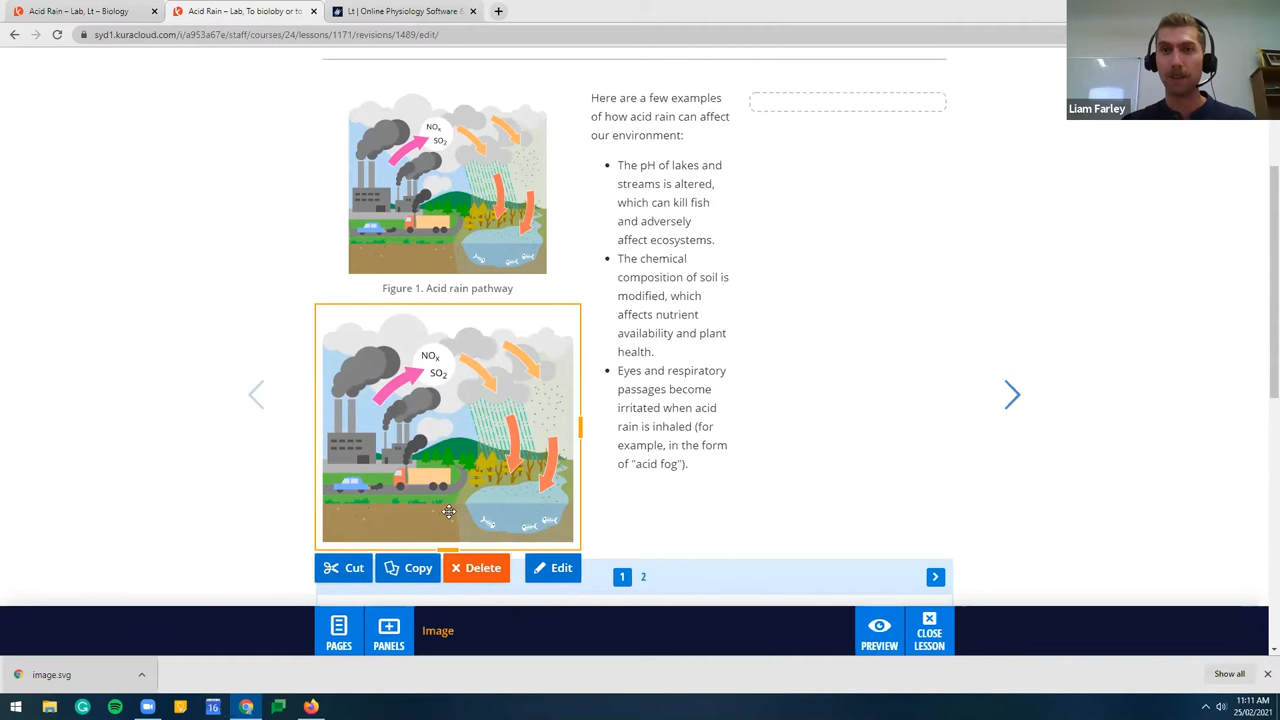 Acid Rain – Lab, Lt – Biology
Acid Rain – Lab, To bioloby or to
Lt | Online Physiology Software &
syd1.kuracloud.com/i/a953a67e/staff/courses/24/lessons/1171/revisions/1489/edit/
Liam Farley
NOx
SO2
Figure 1. Acid rain pathway
Here are a few examples
of how acid rain can affect
our environment:
The pH of lakes and
streams is altered,
which can kill fish
and adversely
affect ecosystems.
The chemical
composition of soil is
modified, which
affects nutrient
availability and plant
health.
Eyes and respiratory
passages become
irritated when acid
rain is inhaled (for
example, in the form
of "acid fog").
NOx
SO2
Cut
Copy
Delete
Edit
1 2
PAGES
PANELS
Image
PREVIEW
CLOSE
LESSON
image.svg
Show all
16
11:11 AM
25/02/2021